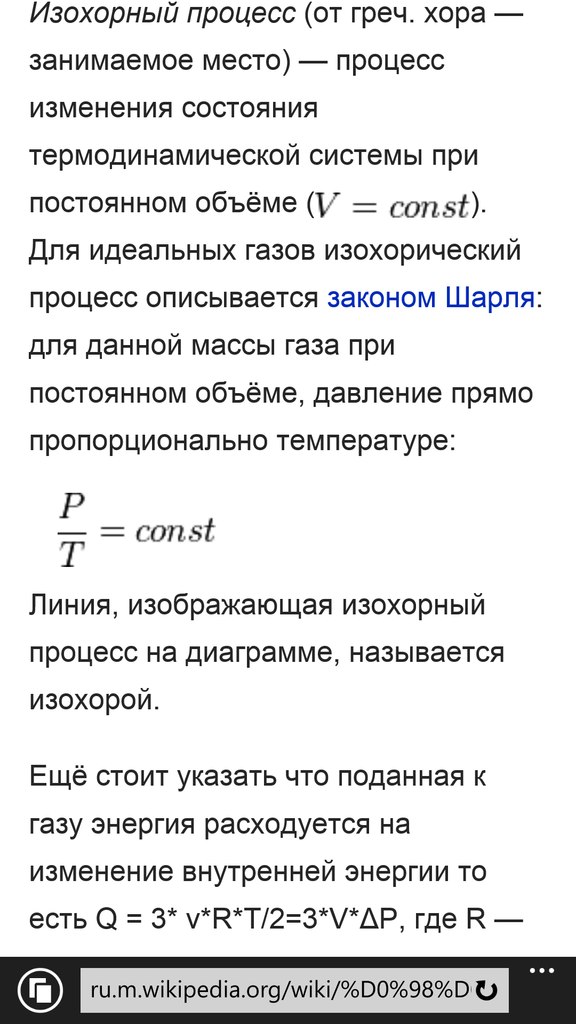 Изохорный процесс (от греч. хора —
занимаемое место) — процесс
изменения состояния
термодинамической системы при
постоянном объёме (V = const).
Для идеальных газов изохорический
процесс описывается законом Шарля:
для данной массы газа при
постоянном объёме, давление прямо
пропорционально температуре:
P
— = const
T
Линия, изображающая изохорный
процесс на диаграмме, называется
изохорой.
Ещё стоит указать что поданная к
газу энергия расходуется на
изменение внутренней энергии то
есть Q = 3* ν*R*T/2=3*V*ΔP, где R —
ru.m.wikipedia.org/wiki/%D0%98%D